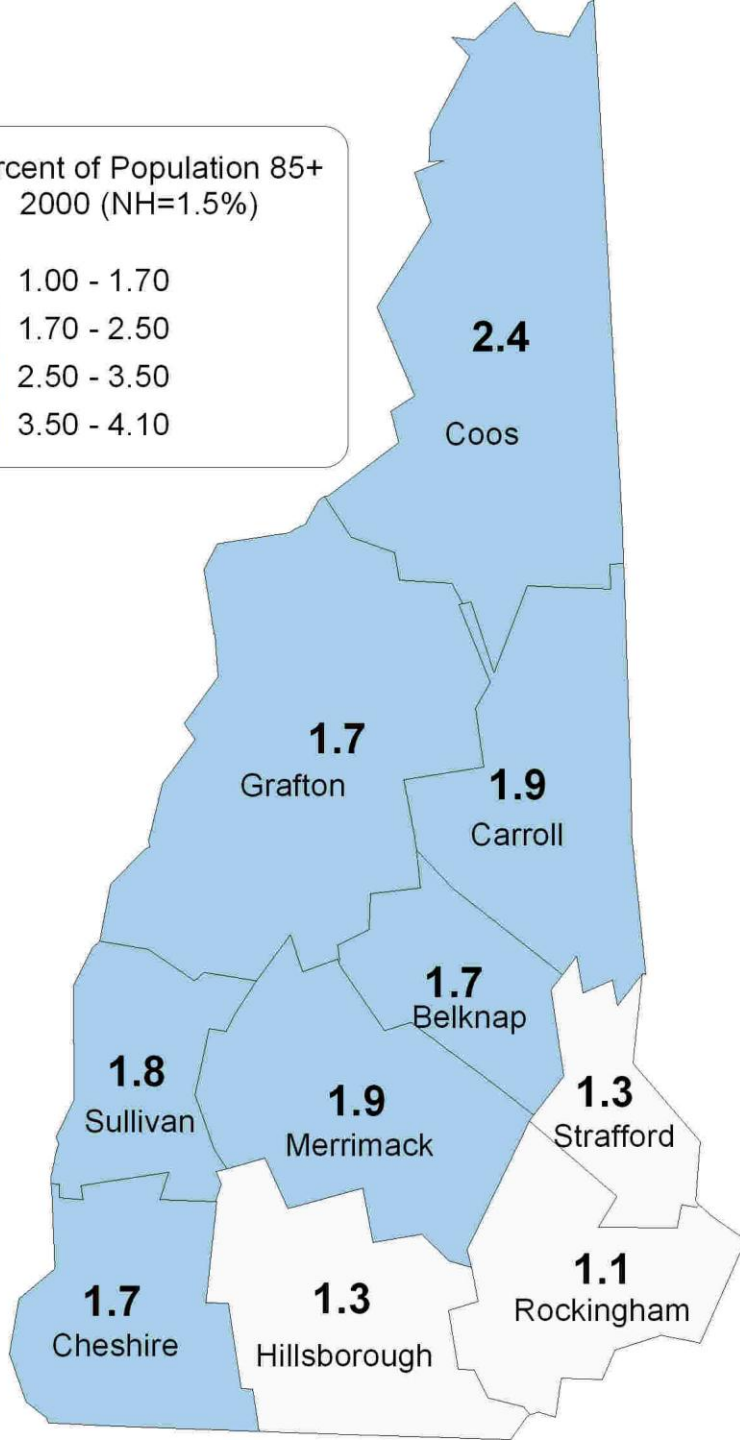 of Population 85+
2000 (NH=1.5%)
1.00 - 1.70
1.70 - 2.50
2.50 - 3.50
3.50 - 4.10
2.4
Coos
1.7
Grafton
1.9
Carroll
1.7
Belknap
1.8
Sullivan
1.9
Merrimack
1.3
Strafford
1.7
Cheshire
1.3
Hillsborough
1.1
Rockingham